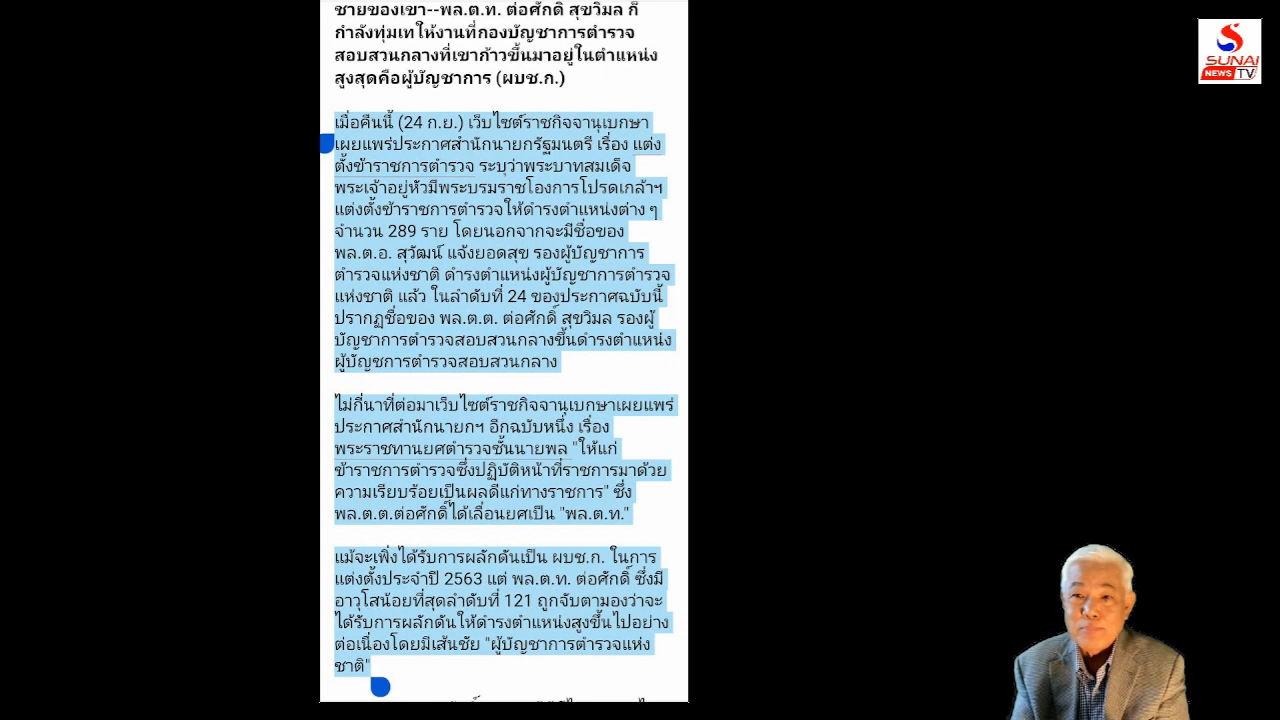 ชายของเขา--พล.ต.ท. ต่อศักดิ์ สุขวิมล ก็
กำลังทุ่มเทให้งานที่กองบัญชาการตำรวจ
สอบสวนกลางที่เขาก้าวขึ้นมาอยู่ในตำแหน่ง
สูงสุดคือผู้บัญชาการ (ผบช.ก.)
เมื่อคืนนี้ (24 ก.ย.) เว็บไซต์ราชกิจจานุเบกษา
เผยแพร่ประกาศสำนักนายกรัฐมนตรี เรื่อง แต่ง
ตั้งข้าราชการตำรวจ ระบุว่าพระบาทสมเด็จ
พระเจ้าอยู่หัวมีพระบรมราชโองการโปรดเกล้าฯ
แต่งตั้งข้าราชการตำรวจให้ดำรงตำแหน่งต่าง ๆ
จำนวน 289 ราย โดยนอกจากจะมีชื่อของ
พล.ต.อ. สุวัฒน์ แจ้งยอดสุข รองผู้บัญชาการ
ตำรวจแห่งชาติ ดำรงตำแหน่งผู้บัญชาการตำรวจ
แห่งชาติ แล้ว ในลำดับที่ 24 ของประกาศฉบับนี้
ปรากฏชื่อของ พล.ต.ต. ต่อศักดิ์ สุขวิมล รองผู้
บัญชาการตำรวจสอบสวนกลางขึ้นดำรงตำแหน่ง
ผู้บัญชการตำรวจสอบสวนกลาง
ไม่กี่นาทีต่อมาเว็บไซต์ราชกิจจานุเบกษาเผยแพร่
ประกาศสำนักนายกฯ อีกฉบับหนึ่ง เรื่อง
พระราชทานยศตำรวจชั้นนายพล "ให้แก่
ข้าราชการตำรวจซึ่งปฏิบัติหน้าที่ราชการมาด้วย
ความเรียบร้อยเป็นผลดีแก่ทางราชการ" ซึ่ง
พล.ต.ต.ต่อศักดิ์ได้เลื่อนยศเป็น "พล.ต.ท."
แม้จะเพิ่งได้รับการผลักดันเป็น ผบช.ก. ในการ
แต่งตั้งประจำปี 2563 แต่ พล.ต.ท. ต่อศักดิ์ ซึ่งมี
อาวุโสน้อยที่สุดลำดับที่ 121 ถูกจับตามองว่าจะ
ได้รับการผลักดันให้ดำรงตำแหน่งสูงขึ้นไปอย่าง
ต่อเนื่องโดยมีเส้นชัย "ผู้บัญชาการตำรวจแห่ง
ชาติ"
SUNAI
NEWS TV